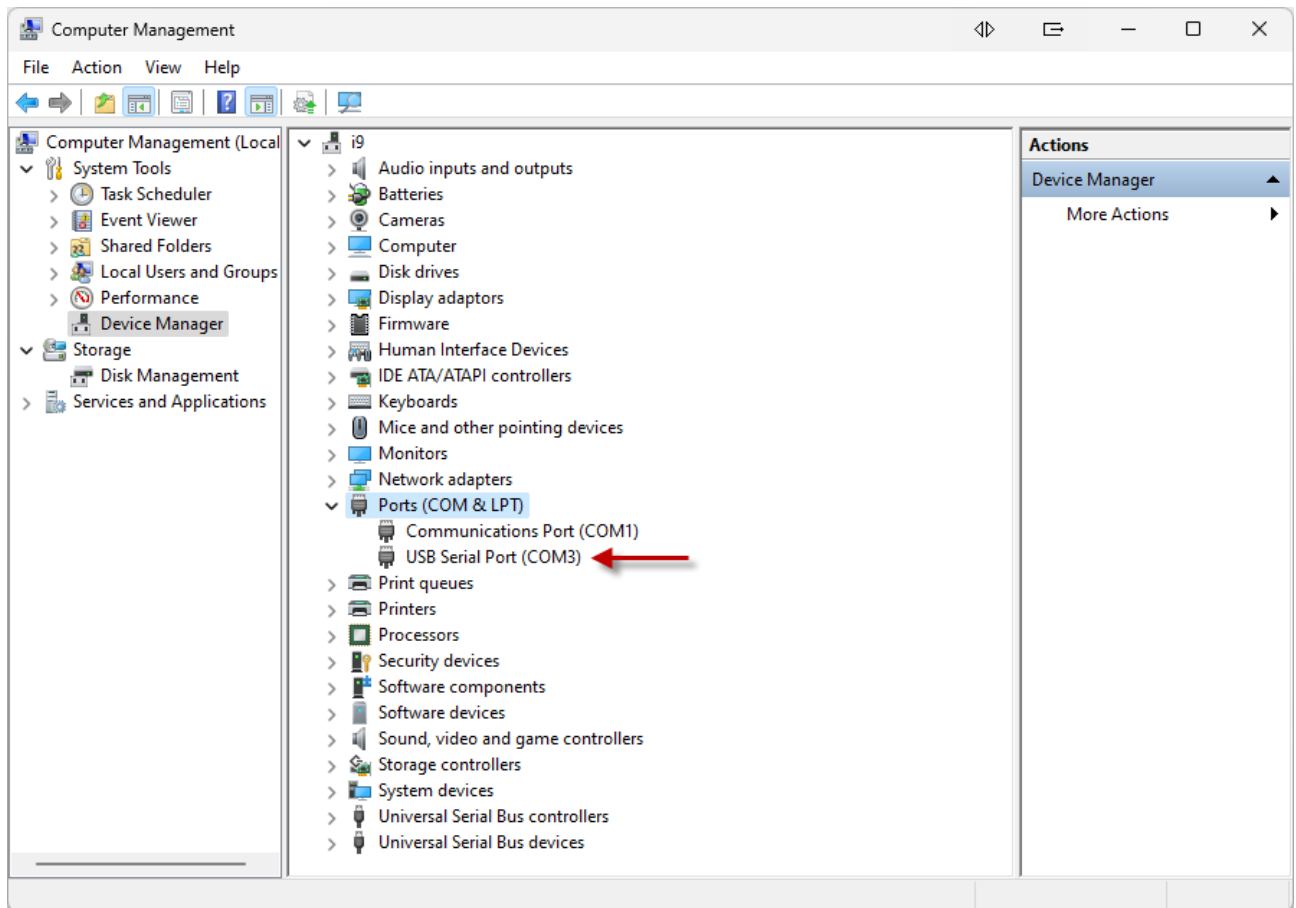 Computer Management
File Action View Help
Computer Management (Local
System Tools
Task Scheduler
Event Viewer
Shared Folders
Local Users and Groups
Performance
Device Manager
Storage
Disk Management
Services and Applications
i9
Audio inputs and outputs
Batteries
Cameras
Computer
Disk drives
Display adaptors
Firmware
Human Interface Devices
IDE ATA/ATAPI controllers
Keyboards
Mice and other pointing devices
Monitors
Network adapters
Ports (COM & LPT)
Communications Port (COM1)
USB Serial Port (COM3)
Print queues
Printers
Processors
Security devices
Software components
Software devices
Sound, video and game controllers
Storage controllers
System devices
Universal Serial Bus controllers
Universal Serial Bus devices
Actions
Device Manager
More Actions